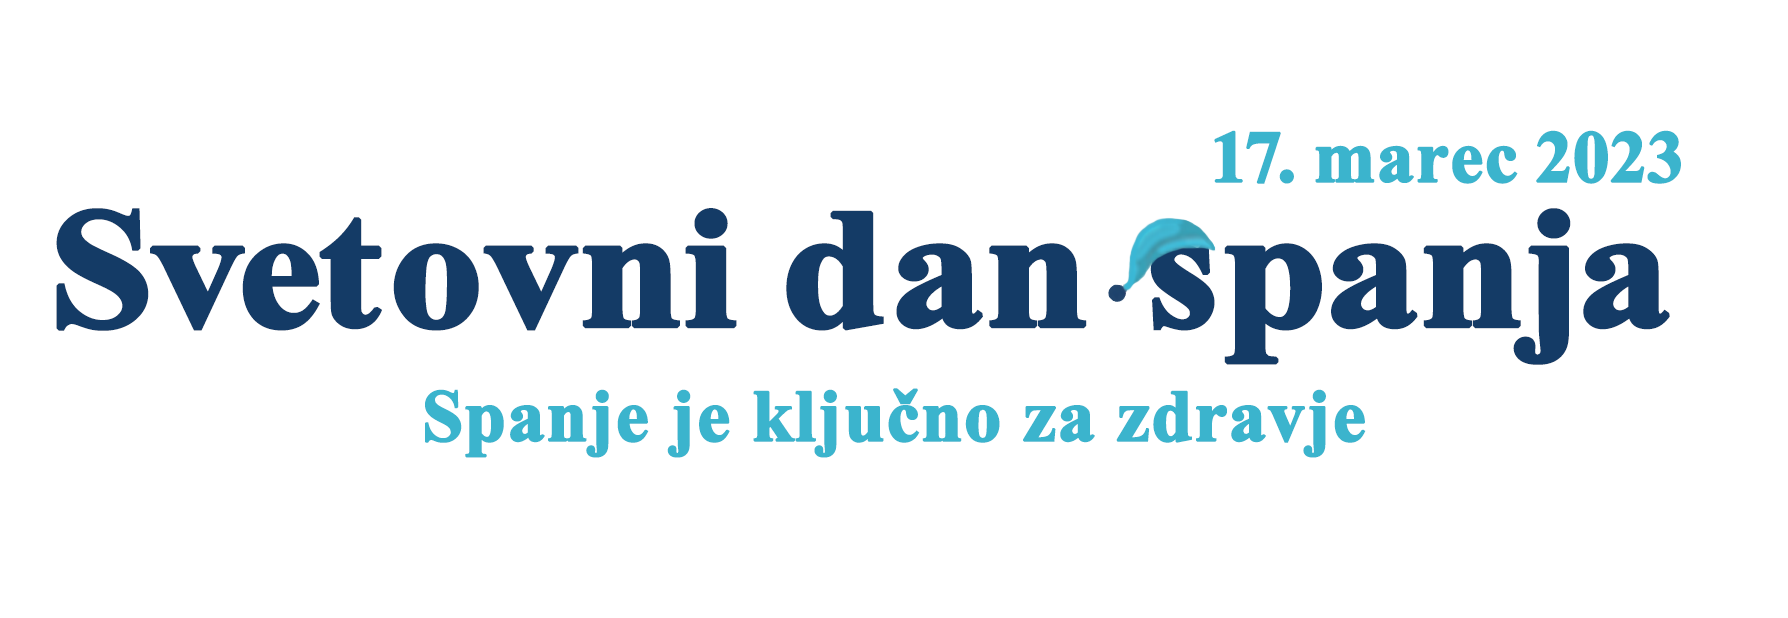 17. marec 2023
Svetovni dan spanja
Spanje je ključno za zdravje